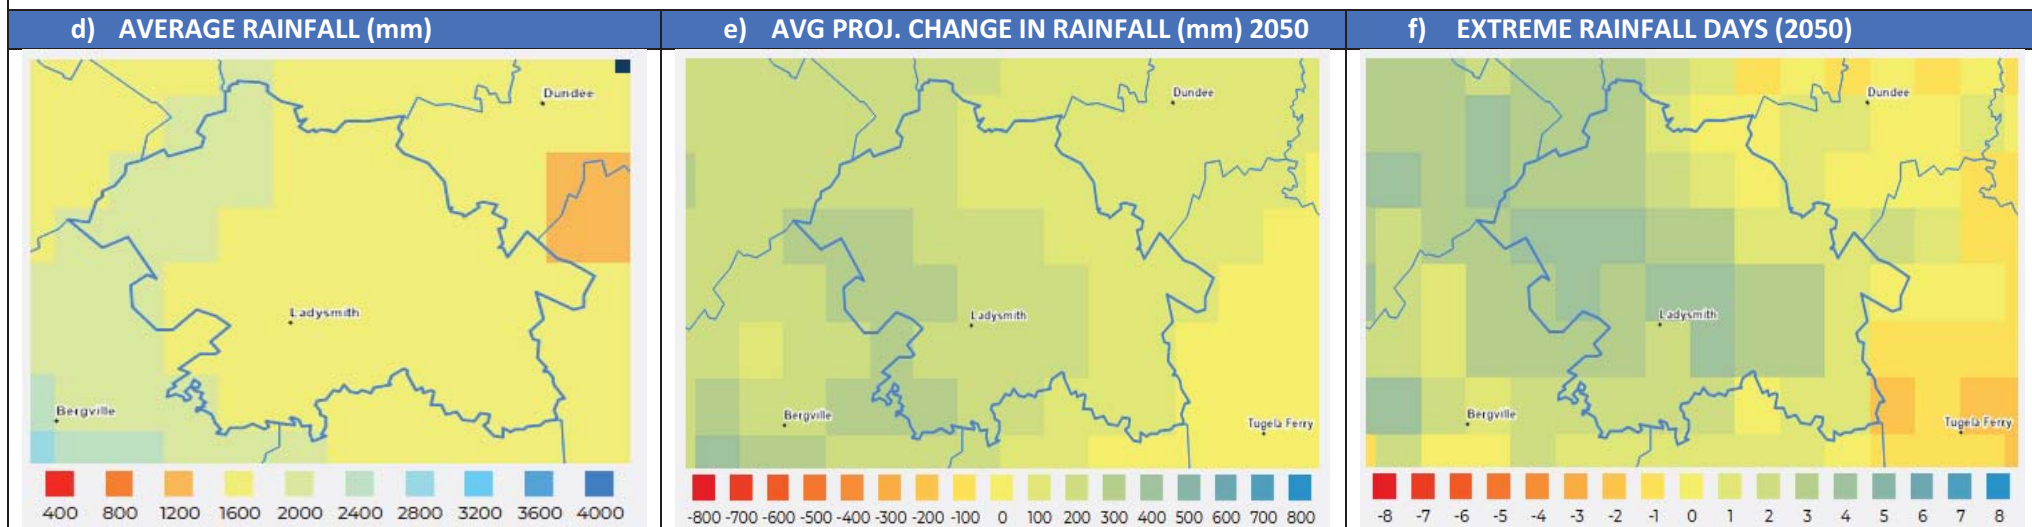 d) AVERAGE RAINFALL (mm)
e) AVG PROJ. CHANGE IN RAINFALL (mm) 2050
f) EXTREME RAINFALL DAYS (2050)
Dundee
Ladysmith
Bergville
400 800 1200 1600 2000 2400 2800 3200 3600 4000
Dundee
Ladysmith
Bergville
Tugela Ferry
-800 -700 -600 -500 -400 -300 -200 -100 0 100 200 300 400 500 600 700 800
Dundee
Ladysmith
Bergville
Tugela Ferry
-8 -7 -6 -5 -4 -3 -2 -1 0 1 2 3 4 5 6 7 8